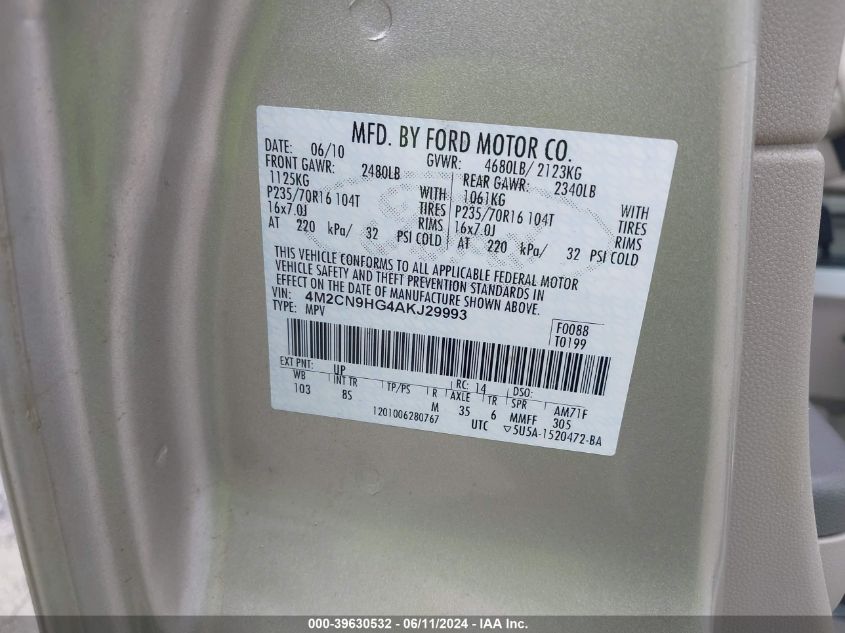 MFD. BY FORD MOTOR CO.
DATE: 06/10 GVWR: 4680LB/ 2123KG
FRONT GAWR: 2480LB REAR GAWR: 2340LB
1125KG WITH 1061KG WITH
P235/70R16 104T TIRES P235/70R16 104T TIRES
16x7.0J RIMS 16x7.0J RIMS
AT 220 kPa/ 32 PSI COLD AT 220 kPa/ 32 PSI COLD
THIS VEHICLE CONFORMS TO ALL APPLICABLE FEDERAL MOTOR
VEHICLE SAFETY AND THEFT PREVENTION STANDARDS IN
EFFECT ON THE DATE OF MANUFACTURE SHOWN ABOVE.
VIN: 4M2CN9HG4AKJ29993
TYPE: MPV
F0088
T0199
EXT PNT: UP RC: 14 DSO:
WB INT TR TP/PS R AXLE TR SPR AM71F
103 BS M 35 6 MMFF 305
1201006280767 UTC ▽5U5A-1520472-BA
000-39630532 - 06/11/2024 - IAA Inc.